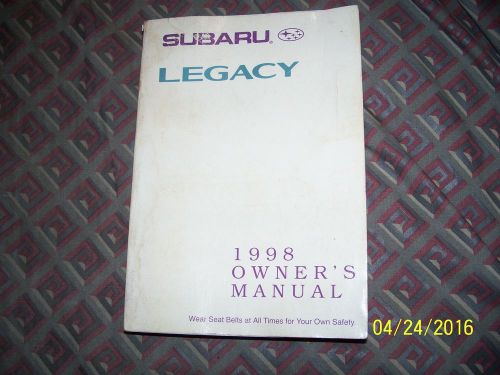 SUBARU®
LEGACY
1998
OWNER'S
MANUAL
Wear Seat Belts at All Times for Your Own Safety.
04/24/2016